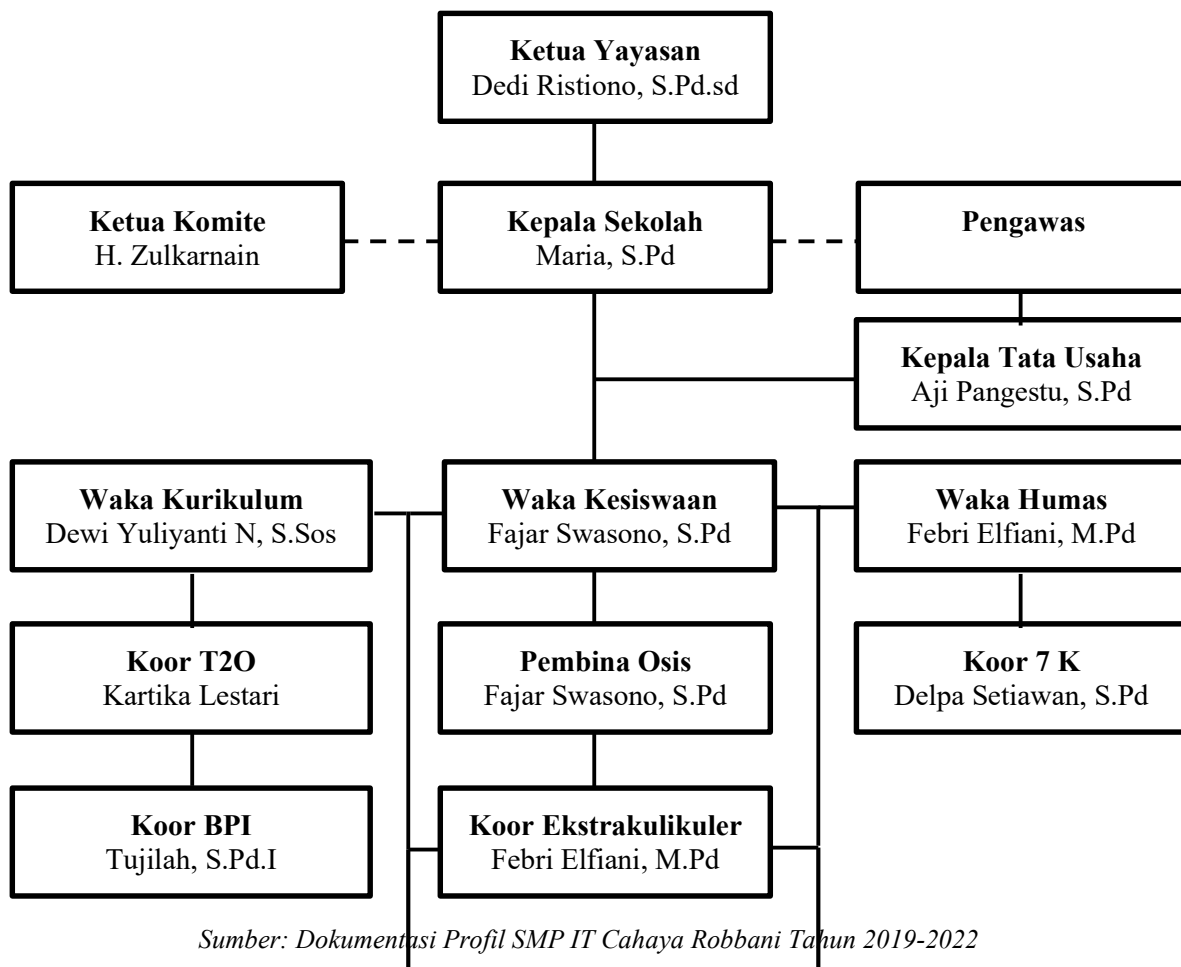 Ketua Yayasan
Dedi Ristiono, S.Pd.sd
Ketua Komite
H. Zulkarnain
Kepala Sekolah
Maria, S.Pd
Pengawas
Kepala Tata Usaha
Aji Pangestu, S.Pd
Waka Kurikulum
Dewi Yuliyanti N, S.Sos
Waka Kesiswaan
Fajar Swasono, S.Pd
Waka Humas
Febri Elfiani, M.Pd
Koor T2O
Kartika Lestari
Pembina Osis
Fajar Swasono, S.Pd
Koor 7 K
Delpa Setiawan, S.Pd
Koor BPI
Tujilah, S.Pd.I
Koor Ekstrakulikuler
Febri Elfiani, M.Pd
Sumber: Dokumentasi Profil SMP IT Cahaya Robbani Tahun 2019-2022